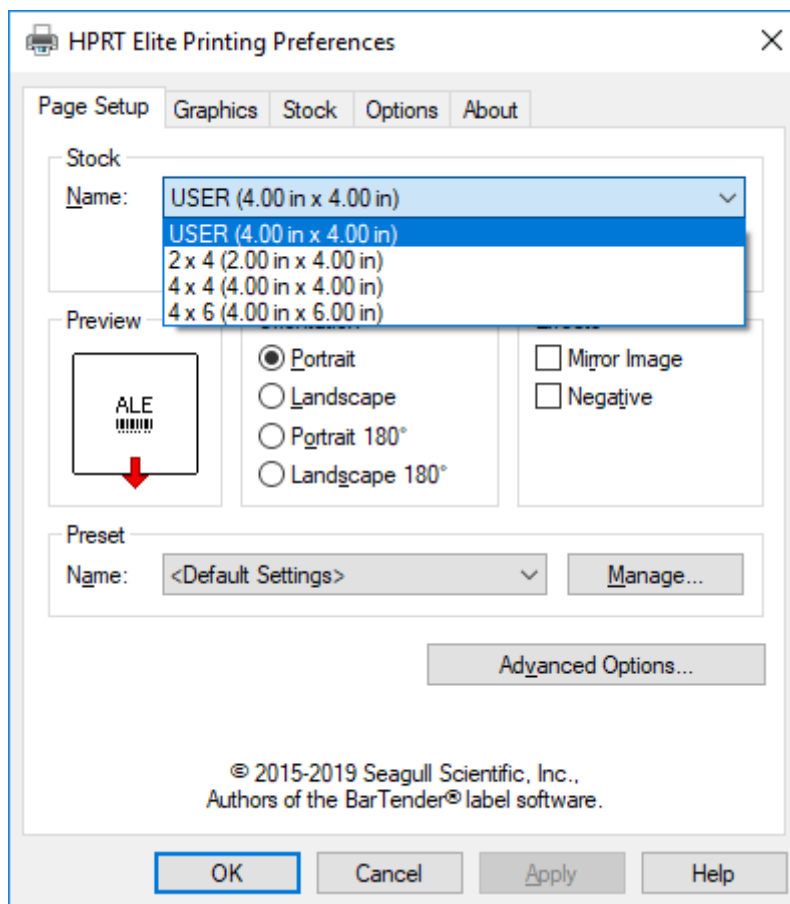 HPRT Elite Printing Preferences
Page Setup Graphics Stock Options About
Stock
Name: USER (4.00 in x 4.00 in)
USER (4.00 in x 4.00 in)
2 x 4 (2.00 in x 4.00 in)
4 x 4 (4.00 in x 4.00 in)
4 x 6 (4.00 in x 6.00 in)
Preview
ALE
Portrait
Landscape
Portrait 180°
Landscape 180°
Mirror Image
Negative
Preset
Name: <Default Settings> Manage...
Advanced Options...
© 2015-2019 Seagull Scientific, Inc.,
Authors of the BarTender® label software.
OK Cancel Apply Help